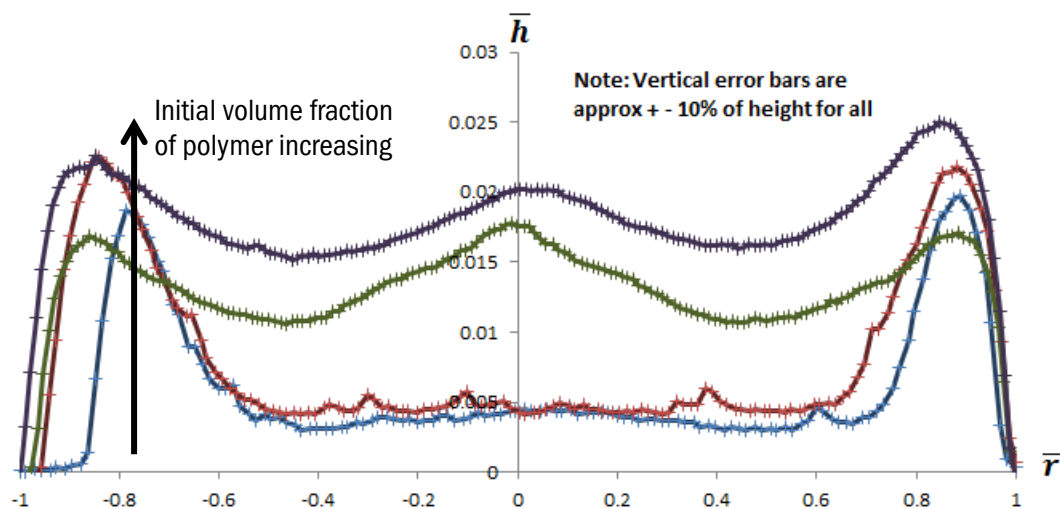 h
0.03
Note: Vertical error bars are
approx + - 10% of height for all
Initial volume fraction
of polymer increasing
0.025
0.02
0.015
0.01
0.005
0
r
-1 -0.8 -0.6 -0.4 -0.2 0 0.2 0.4 0.6 0.8 1